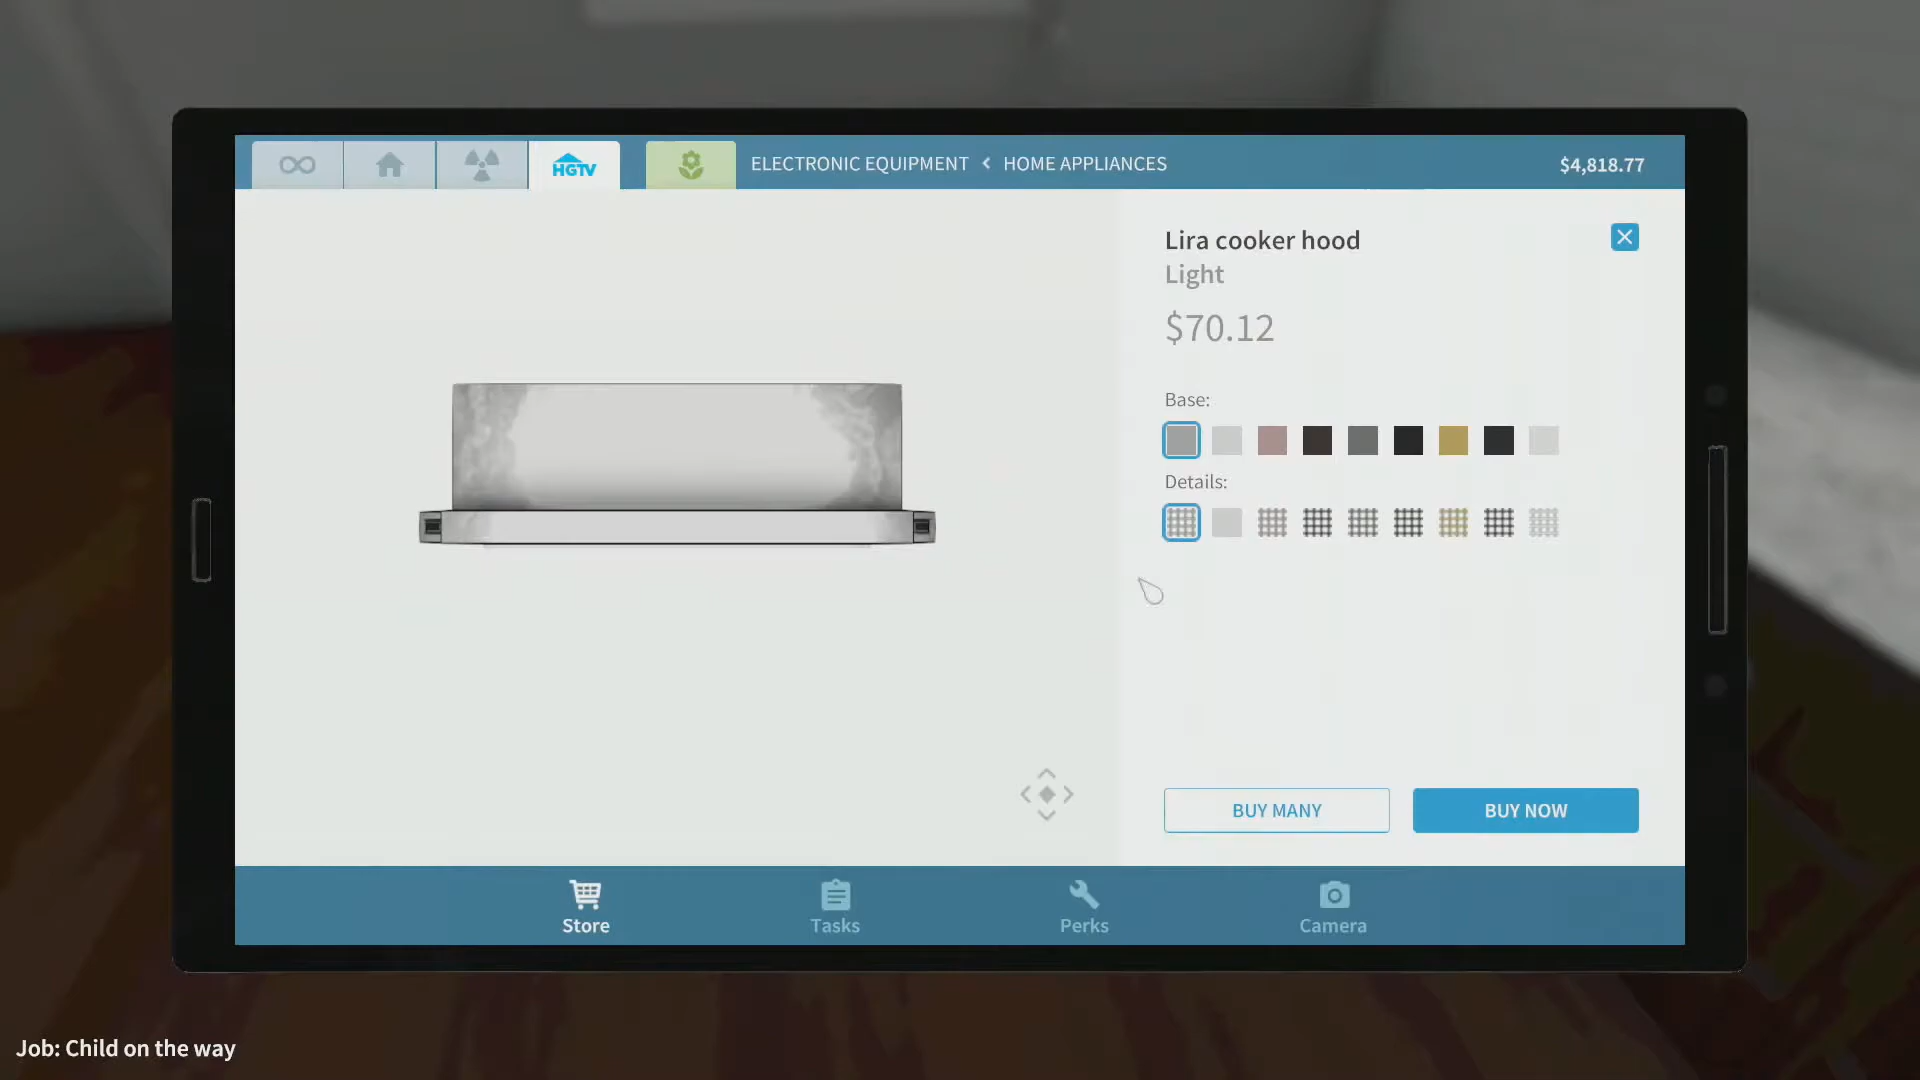 HGTV
ELECTRONIC EQUIPMENT < HOME APPLIANCES
$4,818.77
Lira cooker hood
Light
$70.12
Base:
Details:
BUY MANY
BUY NOW
Store
Tasks
Perks
Camera
Job: Child on the way